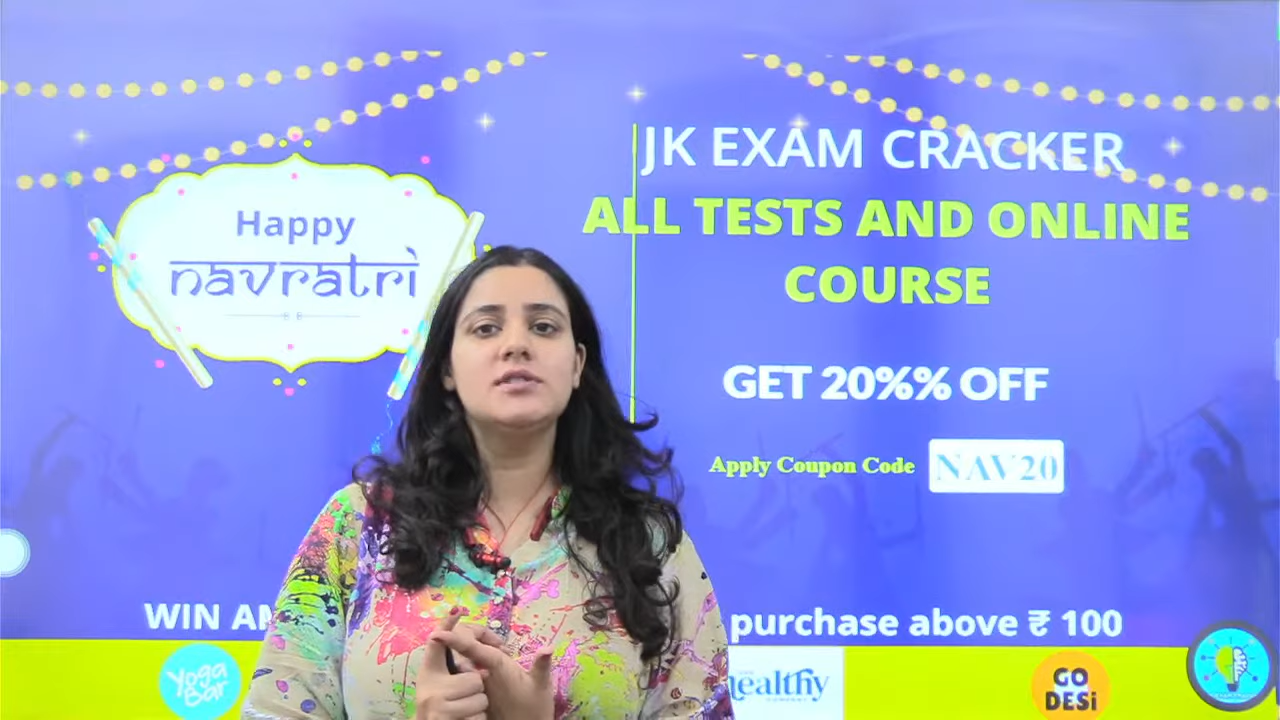 Happy
navratri
JK EXAM CRACKER
ALL TESTS AND ONLINE
COURSE
GET 20%% OFF
Apply Coupon Code NAV20
WIN purchase above ₹ 100
Yoga
Bar
healthy
GO
DESi